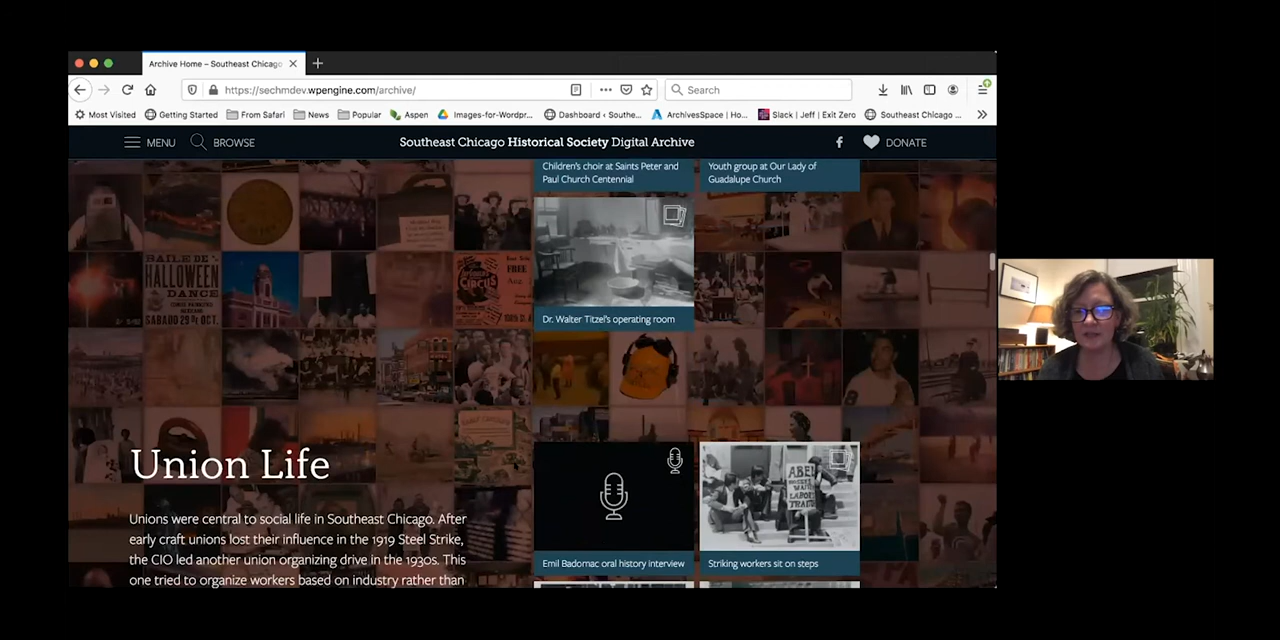 Archive Home – Southeast Chicago
https://sechmdev.wpengine.com/archive/
Search
Most Visited
Getting Started
From Safari
News
Popular
Aspen
Images-for-Wordpr...
Dashboard ‹ Southe...
ArchivesSpace | Ho...
Slack | Jeff | Exit Zero
Southeast Chicago ...
MENU
BROWSE
Southeast Chicago Historical Society Digital Archive
DONATE
Children's choir at Saints Peter and
Paul Church Centennial
Youth group at Our Lady of
Guadalupe Church
BAILE DE
HALLOWEEN
DANCE
SABADO 29 de OCT.
CIRCUS
FREE
Dr. Walter Titzel's operating room
Union Life
Unions were central to social life in Southeast Chicago. After
early craft unions lost their influence in the 1919 Steel Strike,
the CIO led another union organizing drive in the 1930s. This
one tried to organize workers based on industry rather than
ABEL
LABOR
Emil Badomac oral history interview
Striking workers sit on steps